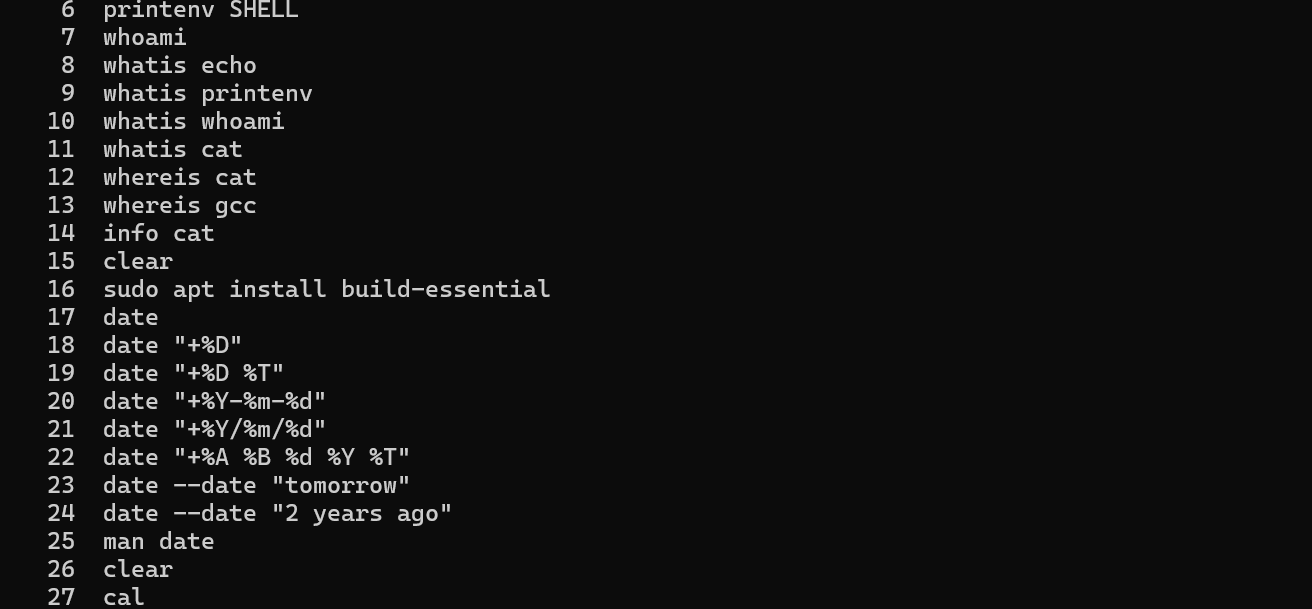 6  printenv SHELL
7  whoami
8  whatis echo
9  whatis printenv
10  whatis whoami
11  whatis cat
12  whereis cat
13  whereis gcc
14  info cat
15  clear
16  sudo apt install build-essential
17  date
18  date "+%D"
19  date "+%D %T"
20  date "+%Y-%m-%d"
21  date "+%Y/%m/%d"
22  date "+%A %B %d %Y %T"
23  date --date "tomorrow"
24  date --date "2 years ago"
25  man date
26  clear
27  cal